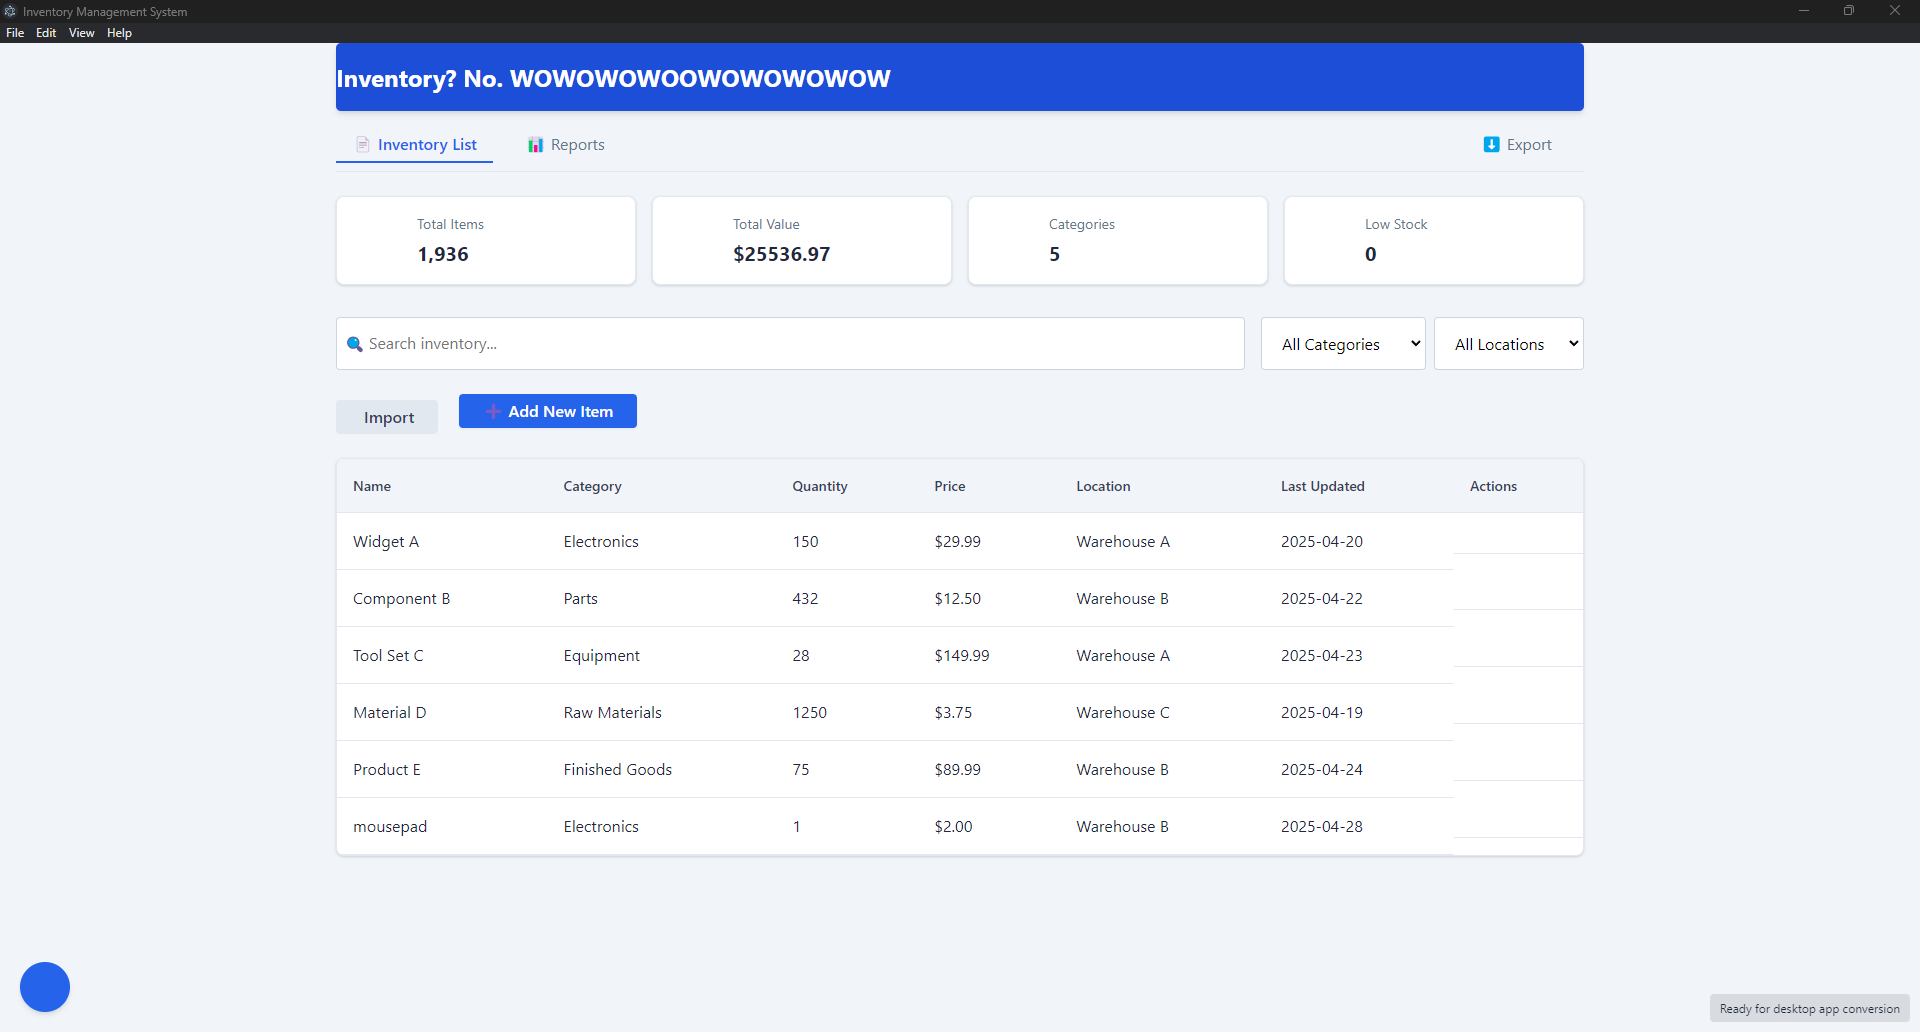 Inventory Management System
File Edit View Help
Inventory? No. WOWOWOWOOWOWOWOWOW
Inventory List Reports Export
Total Items Total Value Categories Low Stock
1,936 $25536.97 5 0
Search inventory... All Categories All Locations
Import Add New Item
Name Category Quantity Price Location Last Updated Actions
Widget A Electronics 150 $29.99 Warehouse A 2025-04-20
Component B Parts 432 $12.50 Warehouse B 2025-04-22
Tool Set C Equipment 28 $149.99 Warehouse A 2025-04-23
Material D Raw Materials 1250 $3.75 Warehouse C 2025-04-19
Product E Finished Goods 75 $89.99 Warehouse B 2025-04-24
mousepad Electronics 1 $2.00 Warehouse B 2025-04-28
Ready for desktop app conversion